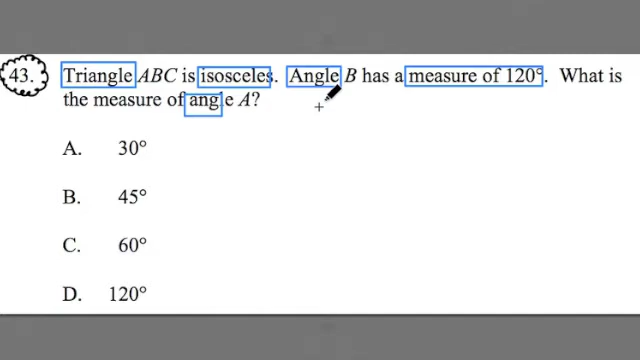 43. Triangle ABC is isosceles. Angle B has a measure of 120°. What is
the measure of angle A?
A. 30°
B. 45°
C. 60°
D. 120°